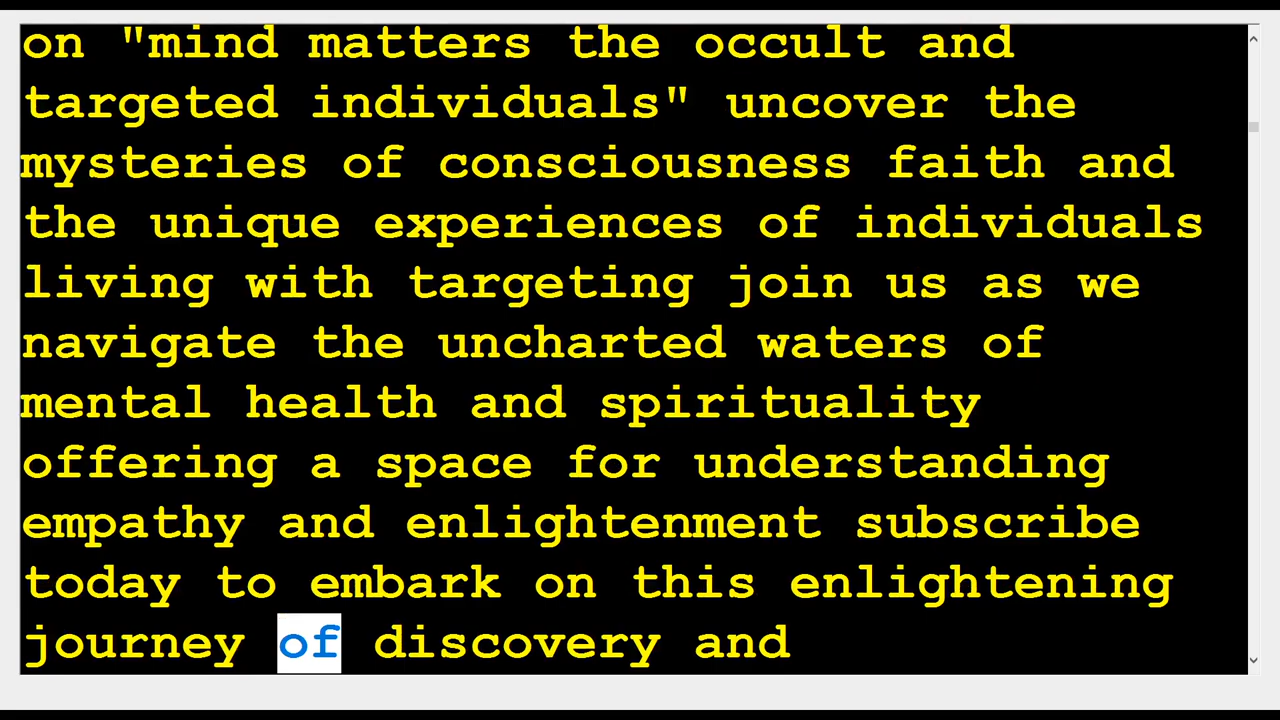 on "mind matters the occult and
targeted individuals" uncover the
mysteries of consciousness faith and
the unique experiences of individuals
living with targeting join us as we
navigate the uncharted waters of
mental health and spirituality
offering a space for understanding
empathy and enlightenment subscribe
today to embark on this enlightening
journey of discovery and